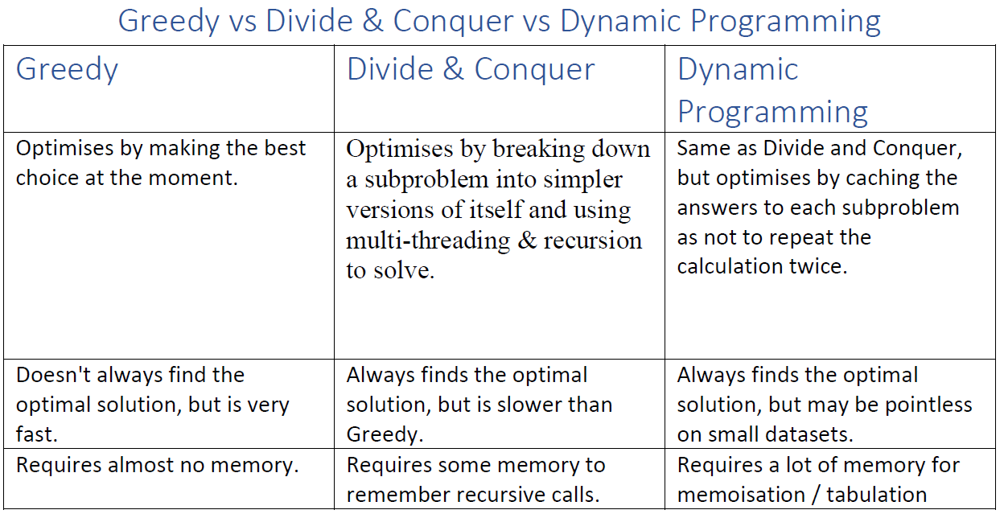 Greedy vs Divide & Conquer vs Dynamic Programming
Greedy
Divide & Conquer
Dynamic
Programming
Optimises by making the best
choice at the moment.
Optimises by breaking down
a subproblem into simpler
versions of itself and using
multi-threading & recursion
to solve.
Same as Divide and Conquer,
but optimises by caching the
answers to each subproblem
as not to repeat the
calculation twice.
Doesn't always find the
optimal solution, but is very
fast.
Always finds the optimal
solution, but is slower than
Greedy.
Always finds the optimal
solution, but may be pointless
on small datasets.
Requires almost no memory.
Requires some memory to
remember recursive calls.
Requires a lot of memory for
memoisation / tabulation